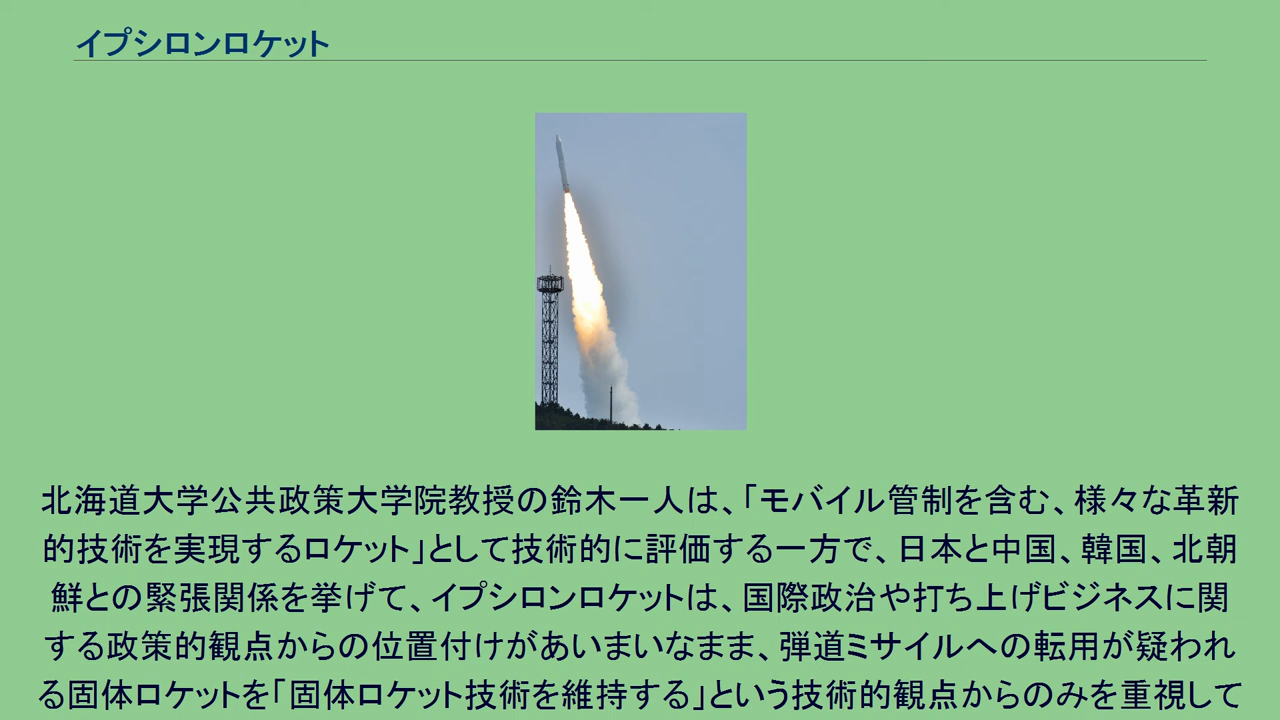 イプシロンロケット
北海道大学公共政策大学院教授の鈴木一人は、「モバイル管制を含む、様々な革新
的技術を実現するロケット」として技術的に評価する一方で、日本と中国、韓国、北朝
鮮との緊張関係を挙げて、イプシロンロケットは、国際政治や打ち上げビジネスに関
する政策的観点からの位置付けがあいまいなまま、弾道ミサイルへの転用が疑われ
る固体ロケットを「固体ロケット技術を維持する」という技術的観点からのみを重視して